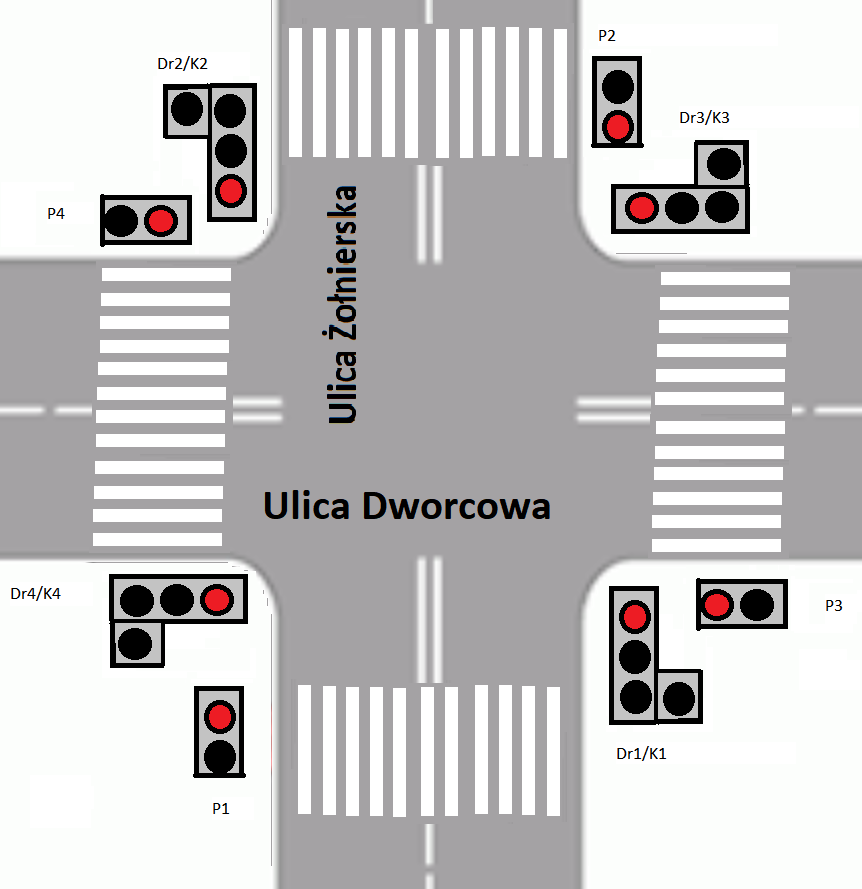 P2
Dr2/K2
Dr3/K3
P4
Ulica Żołnierska
Ulica Dworcowa
Dr4/K4
P3
Dr1/K1
P1